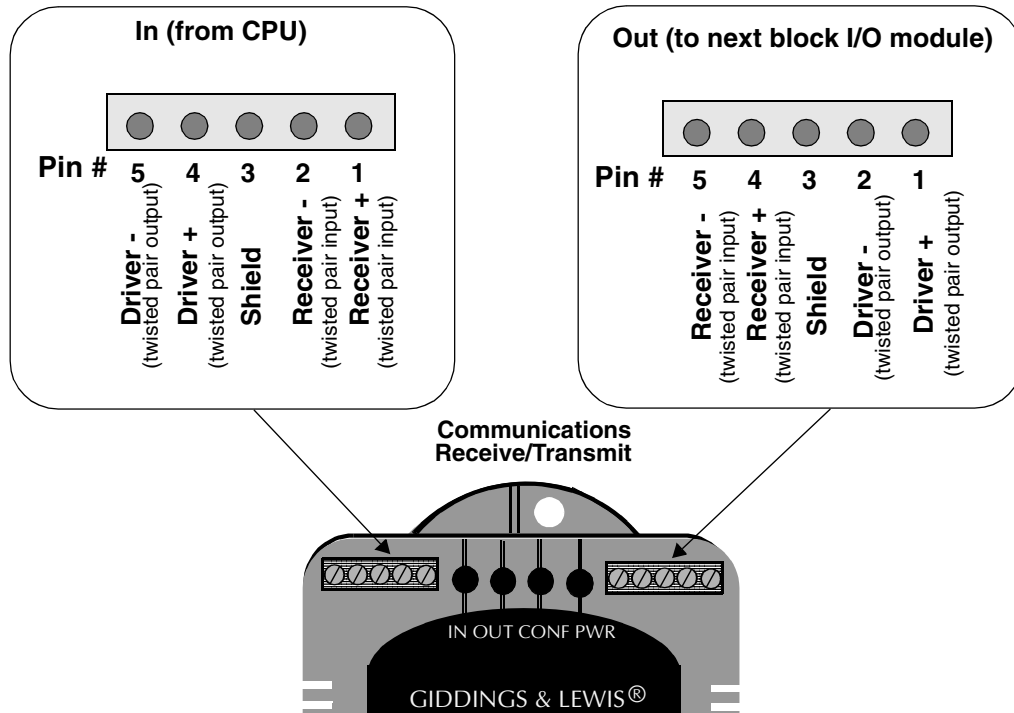 In (from CPU)
Pin # 5 4 3 2 1
Driver -
(twisted pair output)
Driver +
(twisted pair output)
Shield
Receiver -
(twisted pair input)
Receiver +
(twisted pair input)
Out (to next block I/O module)
Pin # 5 4 3 2 1
Receiver -
(twisted pair input)
Receiver +
(twisted pair input)
Shield
Driver -
(twisted pair output)
Driver +
(twisted pair output)
Communications
Receive/Transmit
IN OUT CONF PWR
GIDDINGS & LEWIS®